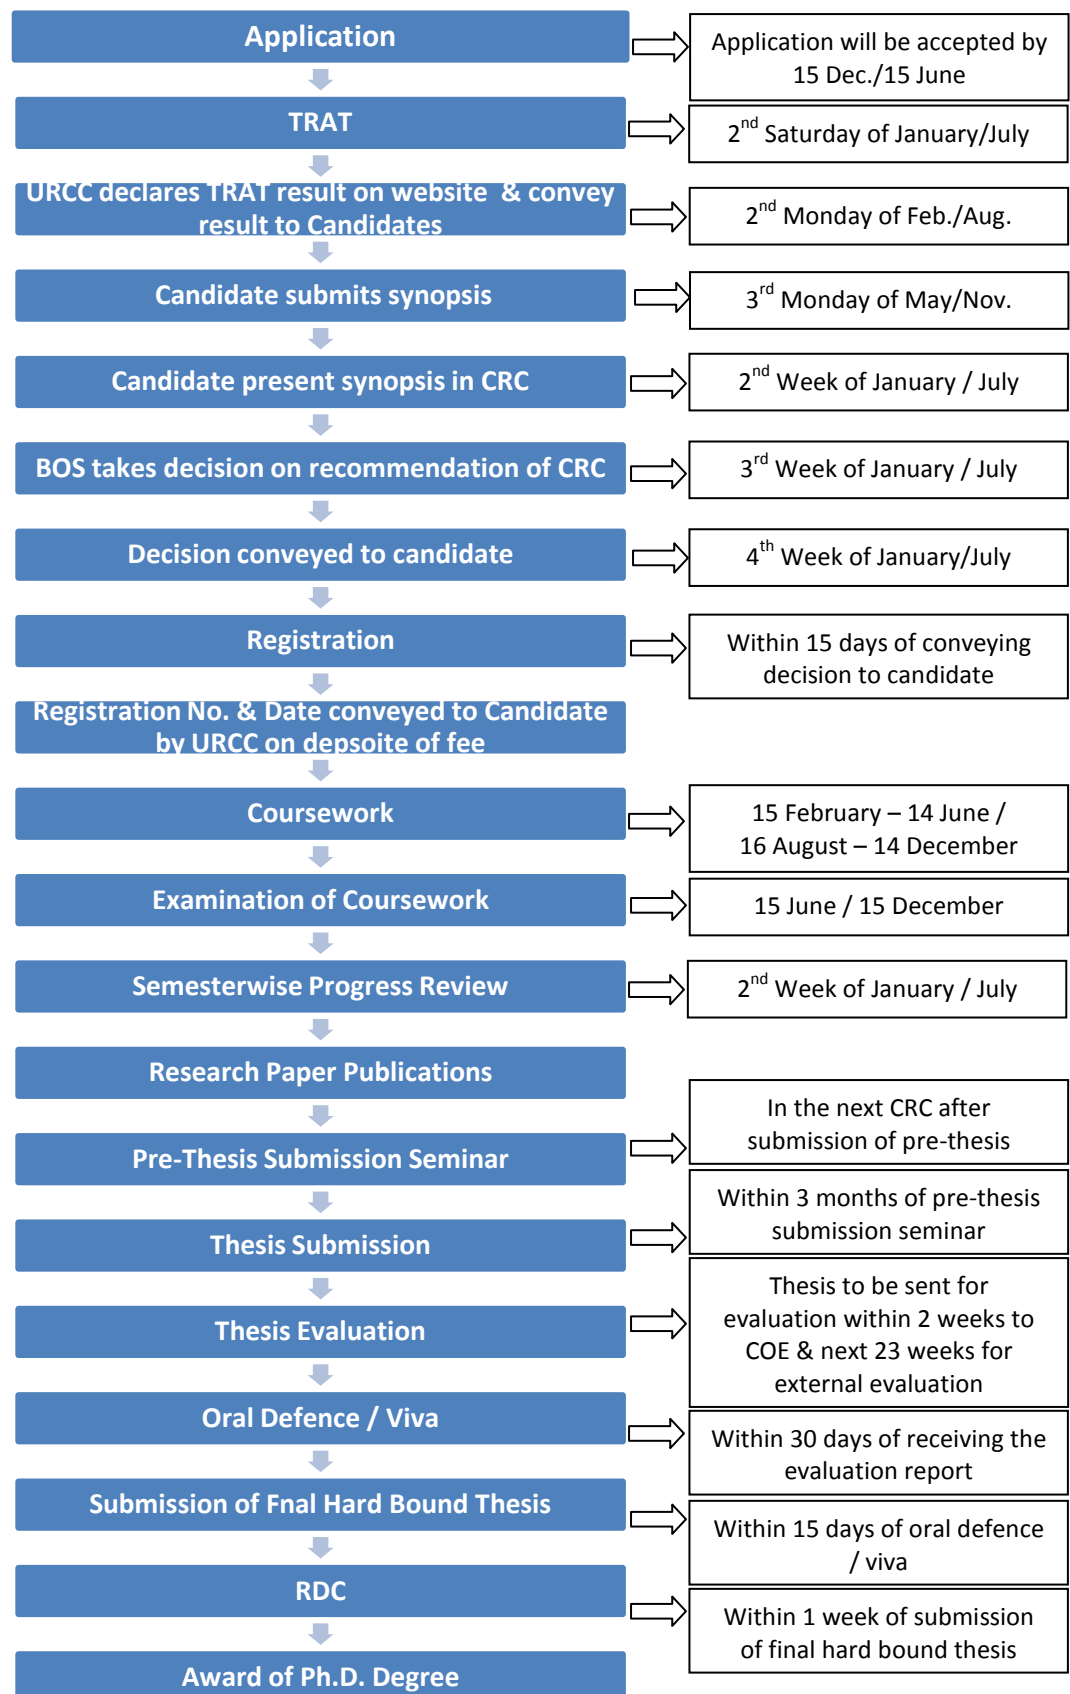 Application
Application will be accepted by
15 Dec./15 June
TRAT
2nd Saturday of January/July
URCC declares TRAT result on website & convey
result to Candidates
2nd Monday of Feb./Aug.
Candidate submits synopsis
3rd Monday of May/Nov.
Candidate present synopsis in CRC
2nd Week of January / July
BOS takes decision on recommendation of CRC
3rd Week of January / July
Decision conveyed to candidate
4th Week of January/July
Registration
Within 15 days of conveying
decision to candidate
Registration No. & Date conveyed to Candidate
by URCC on depsoite of fee
Coursework
15 February – 14 June /
16 August – 14 December
Examination of Coursework
15 June / 15 December
Semesterwise Progress Review
2nd Week of January / July
Research Paper Publications
Pre-Thesis Submission Seminar
In the next CRC after
submission of pre-thesis
Thesis Submission
Within 3 months of pre-thesis
submission seminar
Thesis Evaluation
Thesis to be sent for
evaluation within 2 weeks to
COE & next 23 weeks for
external evaluation
Oral Defence / Viva
Within 30 days of receiving the
evaluation report
Submission of Fnal Hard Bound Thesis
Within 15 days of oral defence
/ viva
RDC
Within 1 week of submission
of final hard bound thesis
Award of Ph.D. Degree